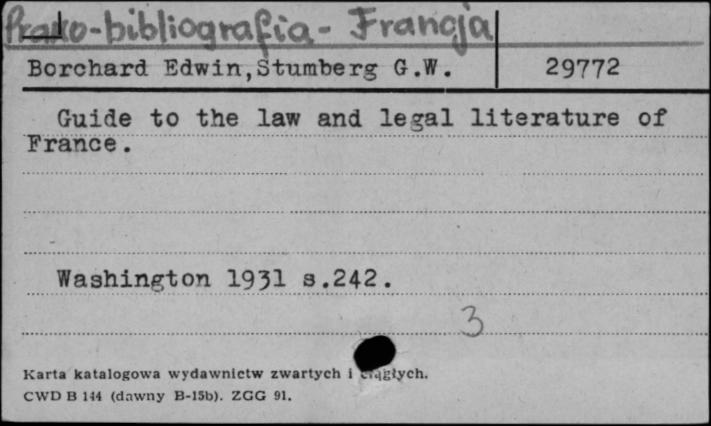 Prawo-bibliografia- Francja
Borchard Edwin,Stumberg G.W.
29772
Guide to the law and legal literature of
France.
Washington 1931 s.242.
3
Karta katalogowa wydawnictw zwartych i ciągłych.
CWD B 144 (dawny B-15b). ZGG 91.